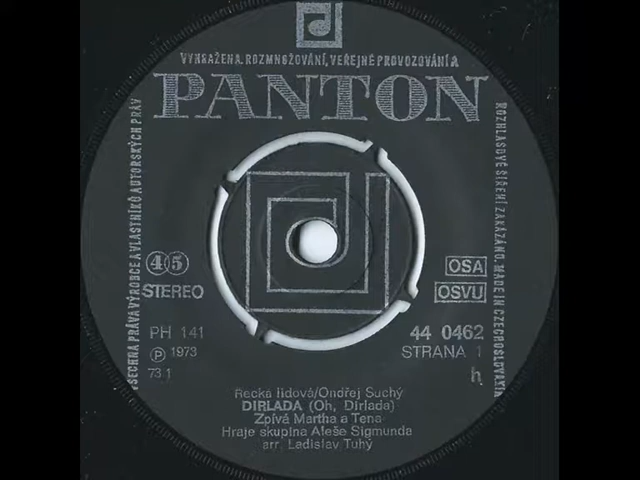 VYHRAŽENA. ROZMNOŽOVÁNÍ, VEŘEJNÉ PROVOZOVÁNÍ A
PANTON
VŠECHNA PRÁVA VÝROBCE A VLASTNÍKŮ AUTORSKÝCH PRÁV
ROZHLASOVÉ ŠÍŘENÍ ZAKÁZÁNO. MADE IN CZECHOSLOVAKIA
45
STEREO
OSA
OSVU
PH 141
44 0462
℗ 1973
STRANA 1
73 1
h
Řecká lidová/Ondřej Suchý
DIRLADA (Oh, Dirlada)
Zpívá Martha a Tena
Hraje skupina Aleše Sigmunda
arr. Ladislav Tuhý